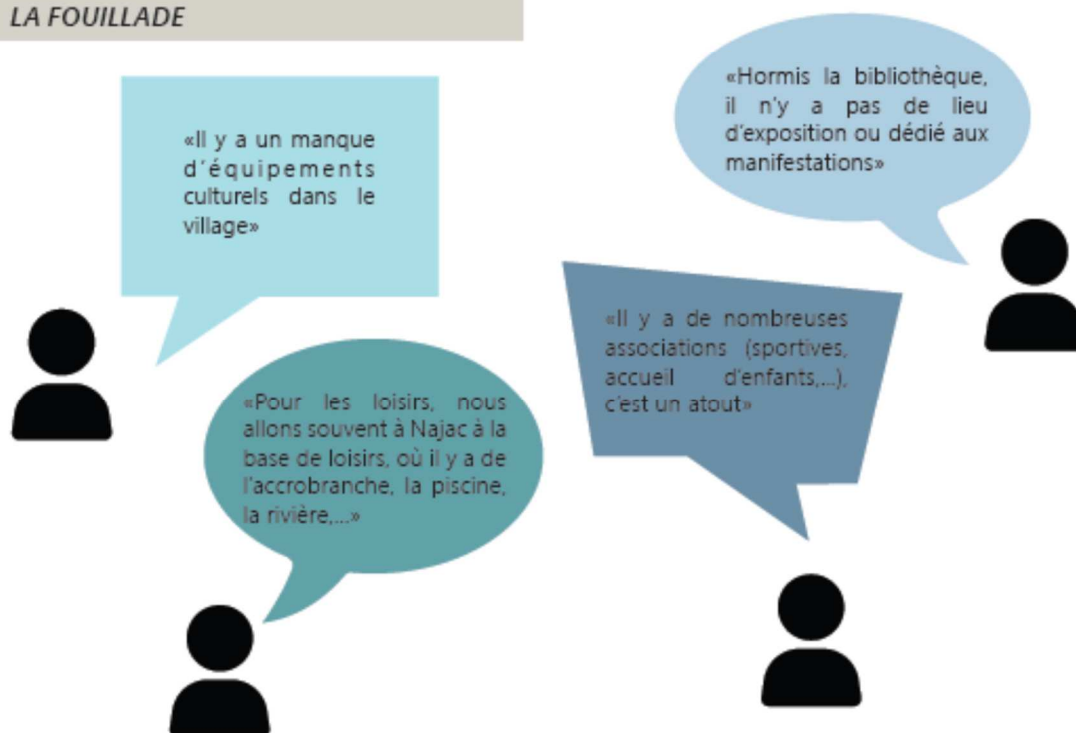 LA FOUILLADE
«Il y a un manque
d'équipements
culturels dans le
village»
«Hormis la bibliothèque,
il n'y a pas de lieu
d'exposition ou dédié aux
manifestations»
«Il y a de nombreuses
associations (sportives,
accueil d'enfants,...),
c'est un atout»
«Pour les loisirs, nous
allons souvent à Najac à la
base de loisirs, où il y a de
l'accrobranche, la piscine,
la rivière,...»